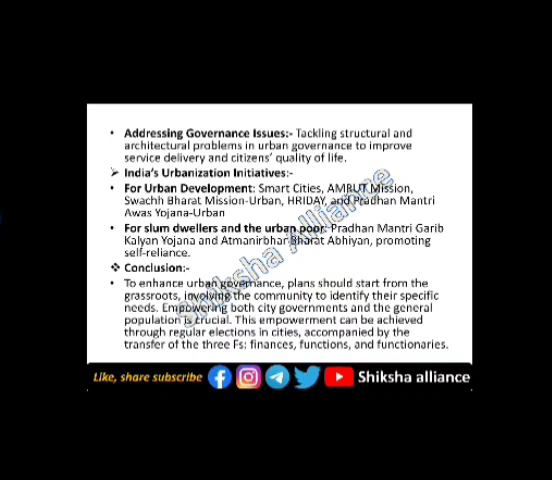 • Addressing Governance Issues:- Tackling structural and
architectural problems in urban governance to improve
service delivery and citizens' quality of life.
➢ India's Urbanization Initiatives:-
• For Urban Development: Smart Cities, AMRUT Mission,
Swachh Bharat Mission-Urban, HRIDAY, and Pradhan Mantri
Awas Yojana-Urban
• For slum dwellers and the urban poor: Pradhan Mantri Garib
Kalyan Yojana and Atmanirbhar Bharat Abhiyan, promoting
self-reliance.
❖ Conclusion:-
• To enhance urban governance, plans should start from the
grassroots, involving the community to identify their specific
needs. Empowering both city governments and the general
population is crucial. This empowerment can be achieved
through regular elections in cities, accompanied by the
transfer of the three Fs: finances, functions, and functionaries.
Shiksha Alliance
Like, share subscribe Shiksha alliance